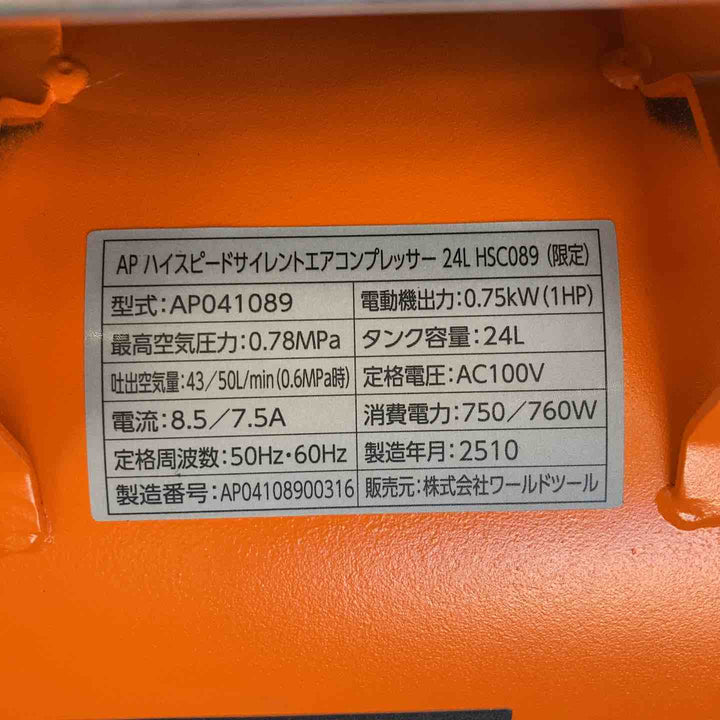 AP ハイスピードサイレントエアコンプレッサー 24L HSC089 (限定)
型式:AP041089 電動機出力:0.75kW(1HP)
最高空気圧力:0.78MPa タンク容量:24L
吐出空気量:43/50L/min(0.6MPa時) 定格電圧:AC100V
電流:8.5/7.5A 消費電力:750/760W
定格周波数:50Hz・60Hz 製造年月:2510
製造番号:AP04108900316 販売元:株式会社ワールドツール